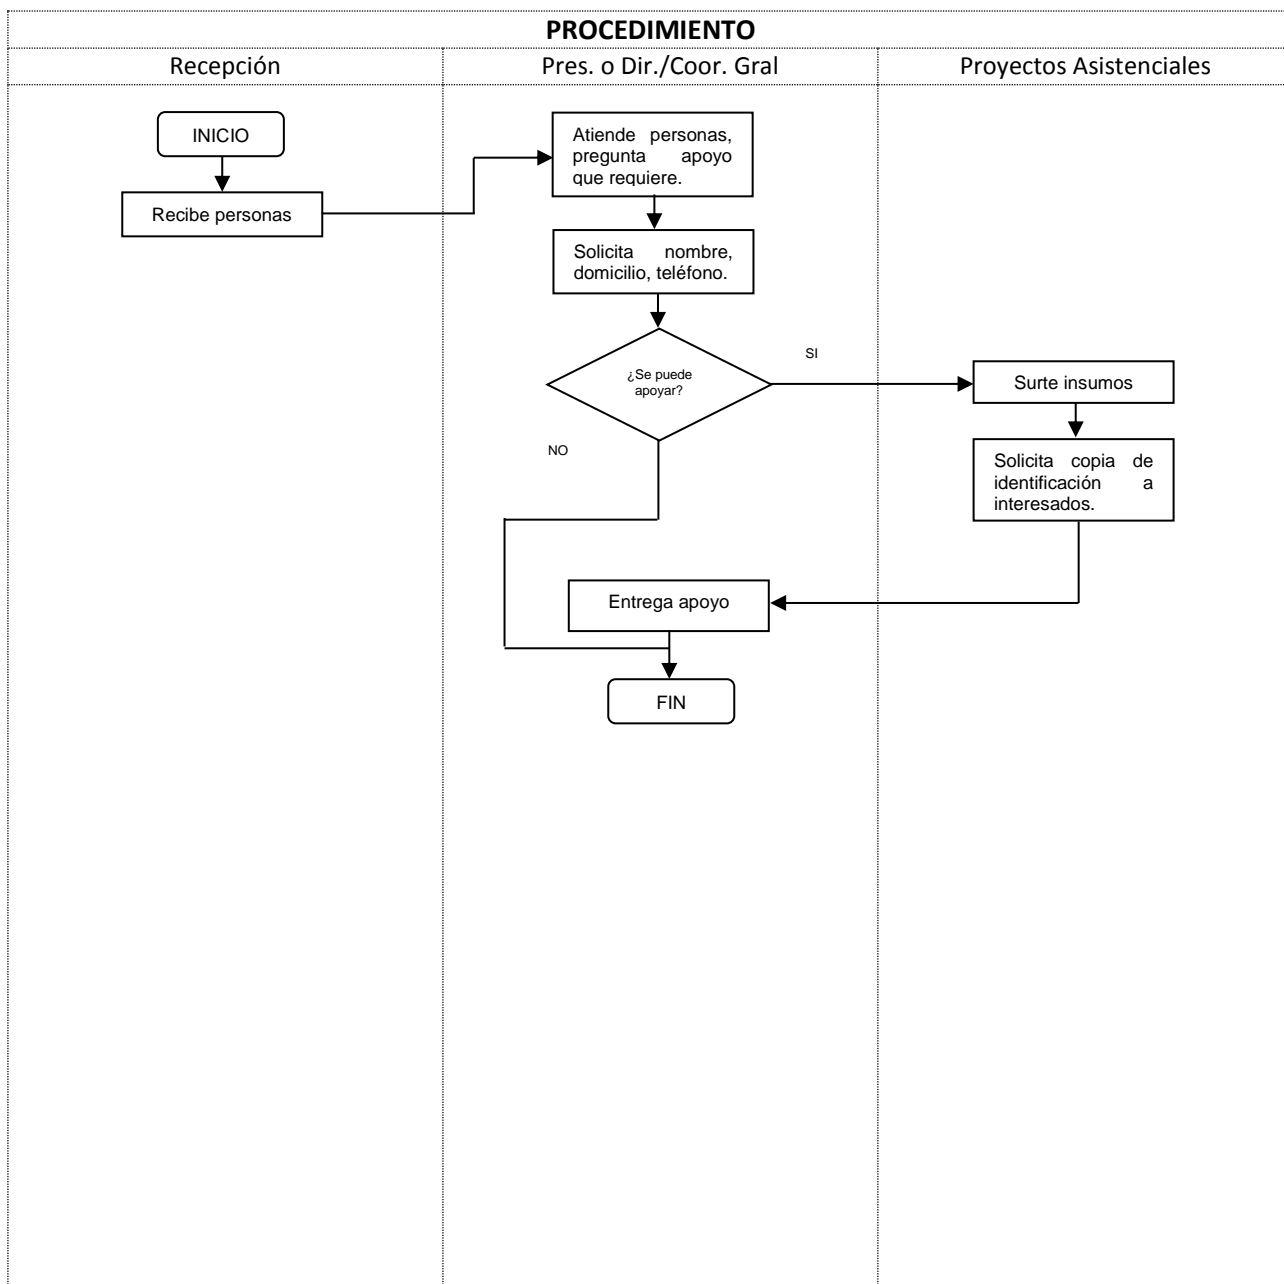 PROCEDIMIENTO
Recepción
Pres. o Dir./Coor. Gral
Proyectos Asistenciales
INICIO
Recibe personas
Atiende personas,
pregunta apoyo
que requiere.
Solicita nombre,
domicilio, teléfono.
¿Se puede
apoyar?
SI
NO
Surte insumos
Solicita copia de
identificación a
interesados.
Entrega apoyo
FIN